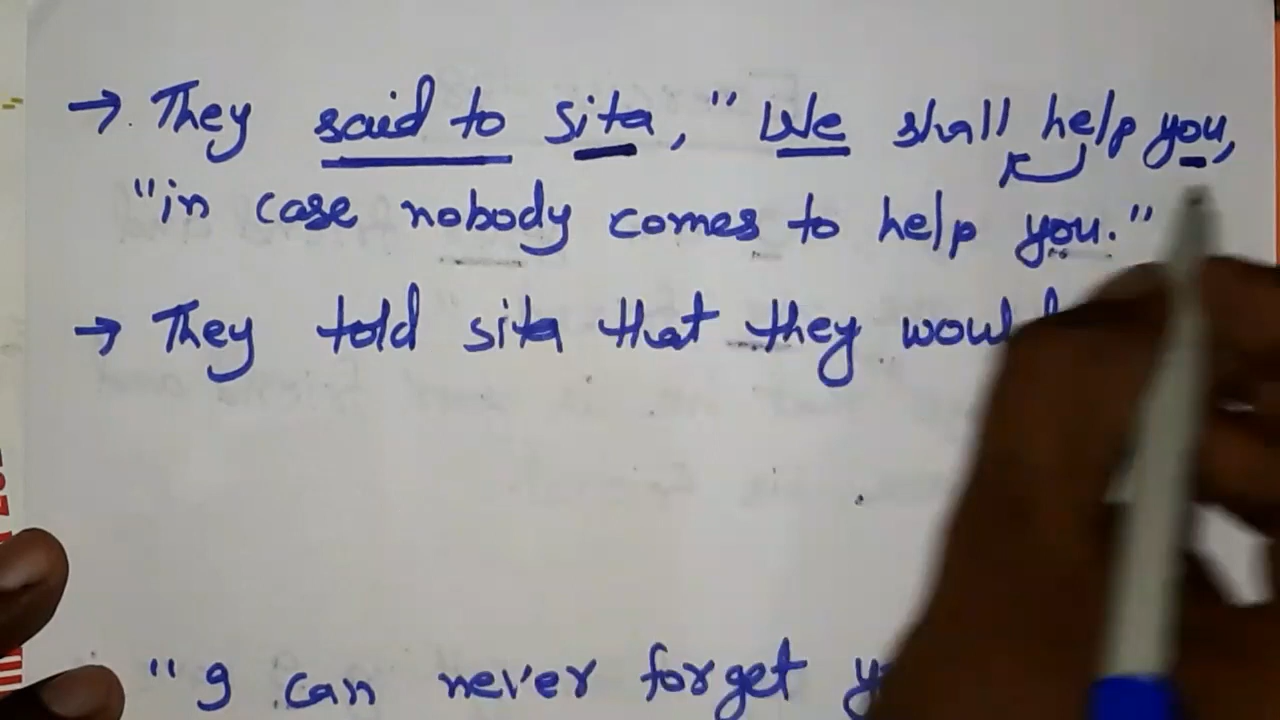 → They said to sita, "We shall help you,
"in case nobody comes to help you."
→ They told sita that they would
"I can never forget